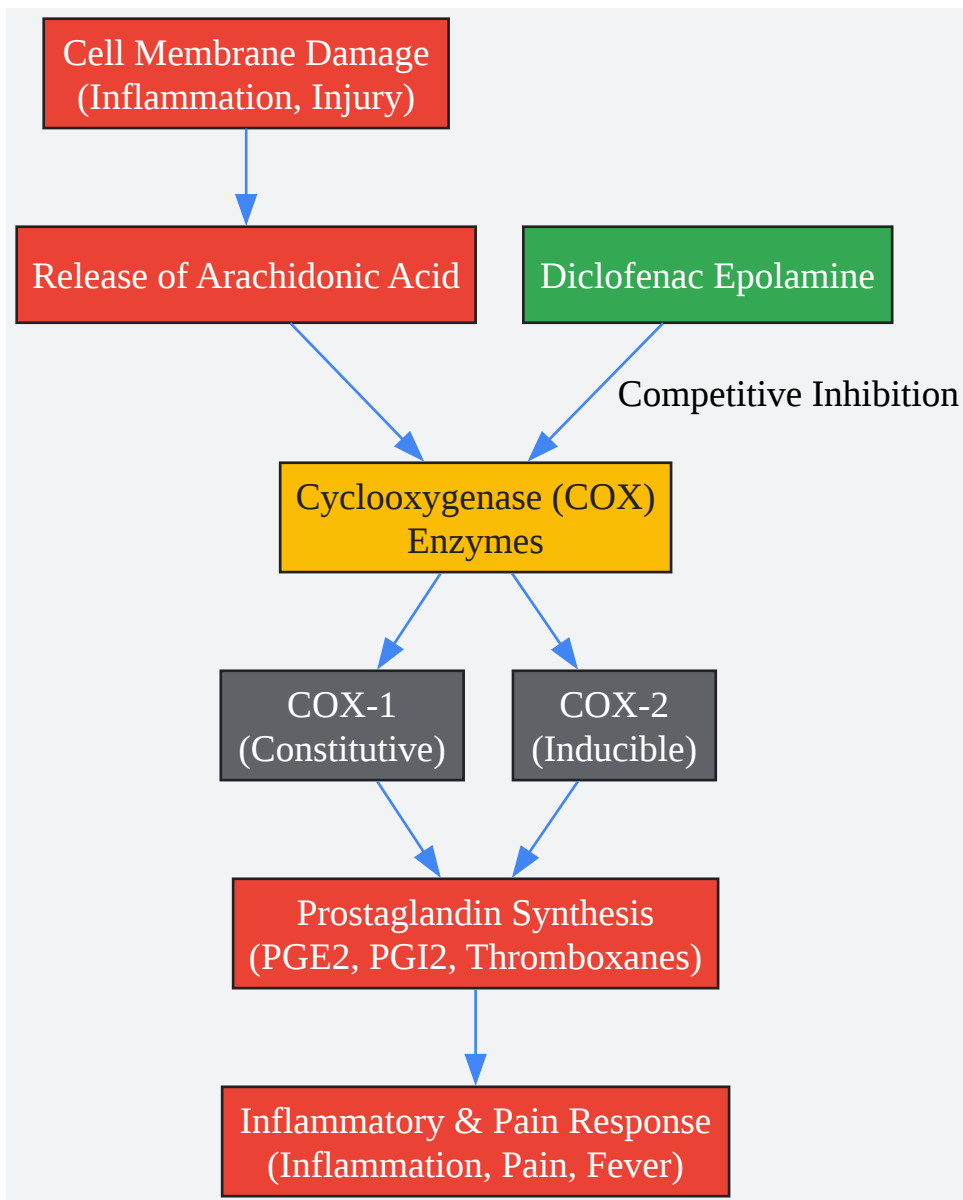 Cell Membrane Damage
(Inflammation, Injury)
Release of Arachidonic Acid
Diclofenac Epolamine
Competitive Inhibition
Cyclooxygenase (COX)
Enzymes
COX-1
(Constitutive)
COX-2
(Inducible)
Prostaglandin Synthesis
(PGE2, PGI2, Thromboxanes)
Inflammatory & Pain Response
(Inflammation, Pain, Fever)